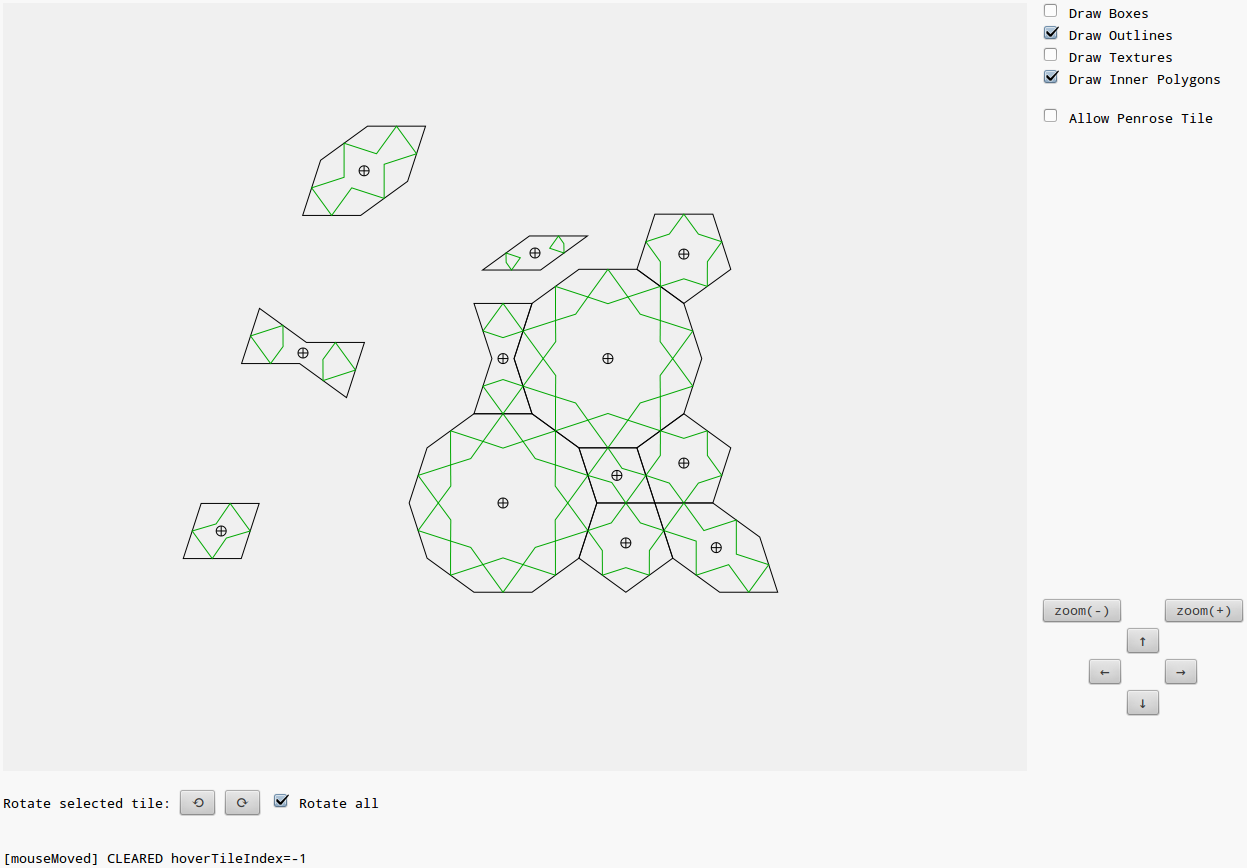 Draw Boxes
Draw Outlines
Draw Textures
Draw Inner Polygons
Allow Penrose Tile
zoom(-) zoom(+)
↑
← →
↓
Rotate selected tile: ⟲ ⟳ Rotate all
[mouseMoved] CLEARED hoverTileIndex=-1